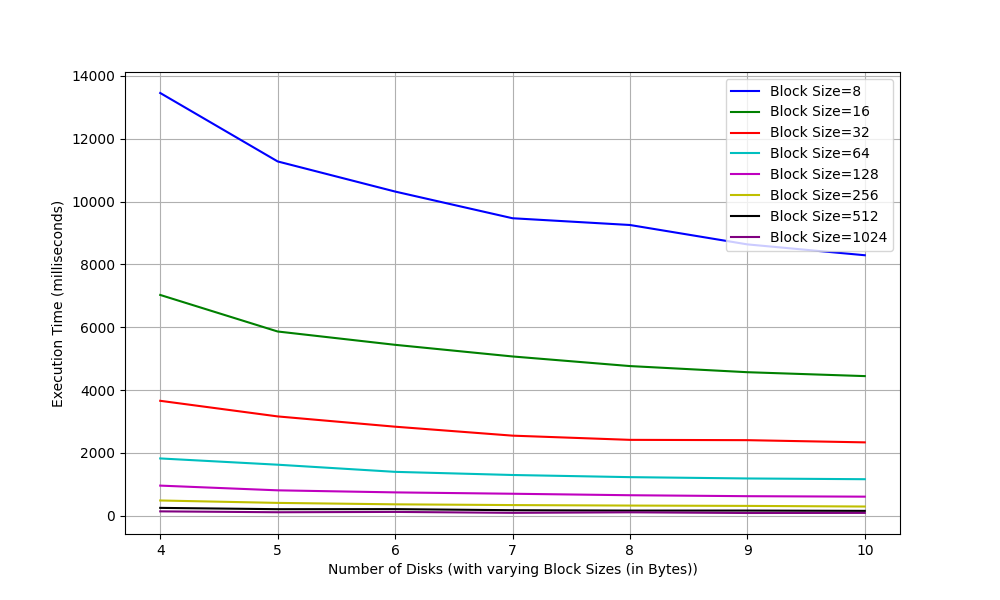 14000
12000
10000
8000
6000
4000
2000
0
Execution Time (milliseconds)
Block Size=8
Block Size=16
Block Size=32
Block Size=64
Block Size=128
Block Size=256
Block Size=512
Block Size=1024
4 5 6 7 8 9 10
Number of Disks (with varying Block Sizes (in Bytes))